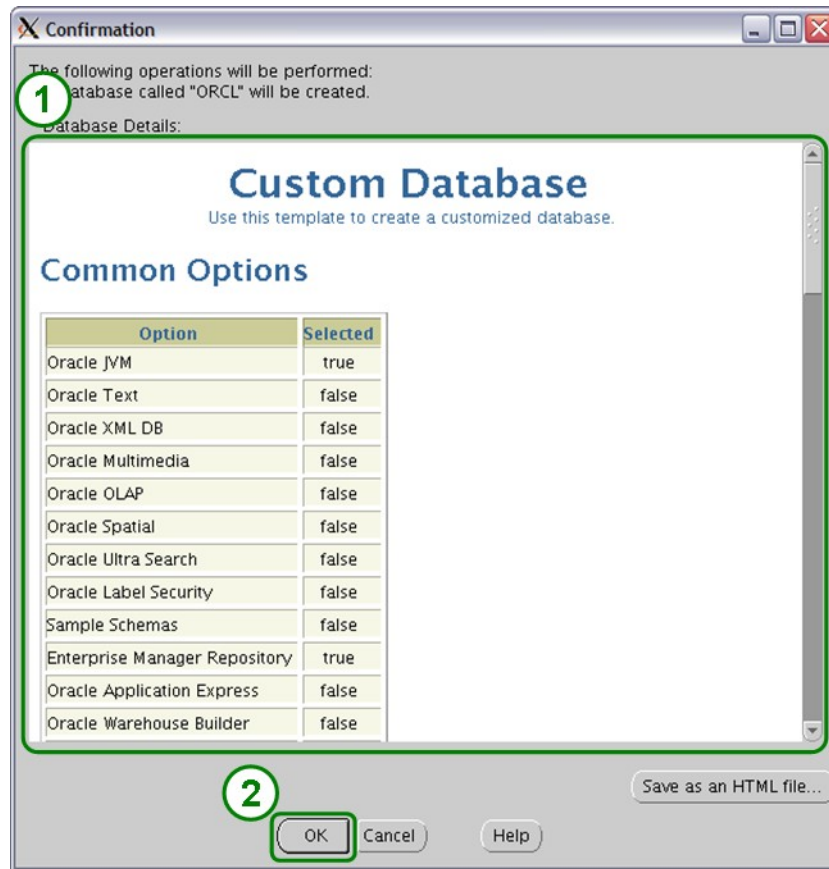 Confirmation
The following operations will be performed:
atabase called "ORCL" will be created.
1
Database Details:
Custom Database
Use this template to create a customized database.
Common Options
Option Selected
Oracle JVM true
Oracle Text false
Oracle XML DB false
Oracle Multimedia false
Oracle OLAP false
Oracle Spatial false
Oracle Ultra Search false
Oracle Label Security false
Sample Schemas false
Enterprise Manager Repository true
Oracle Application Express false
Oracle Warehouse Builder false
Save as an HTML file...
2
OK Cancel Help